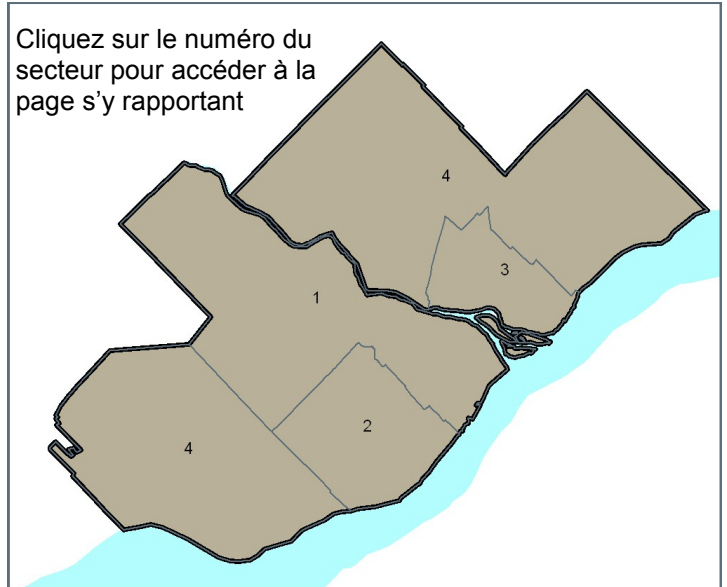 Cliquez sur le numéro du
secteur pour accéder à la
page s’y rapportant
4
3
1
2
4